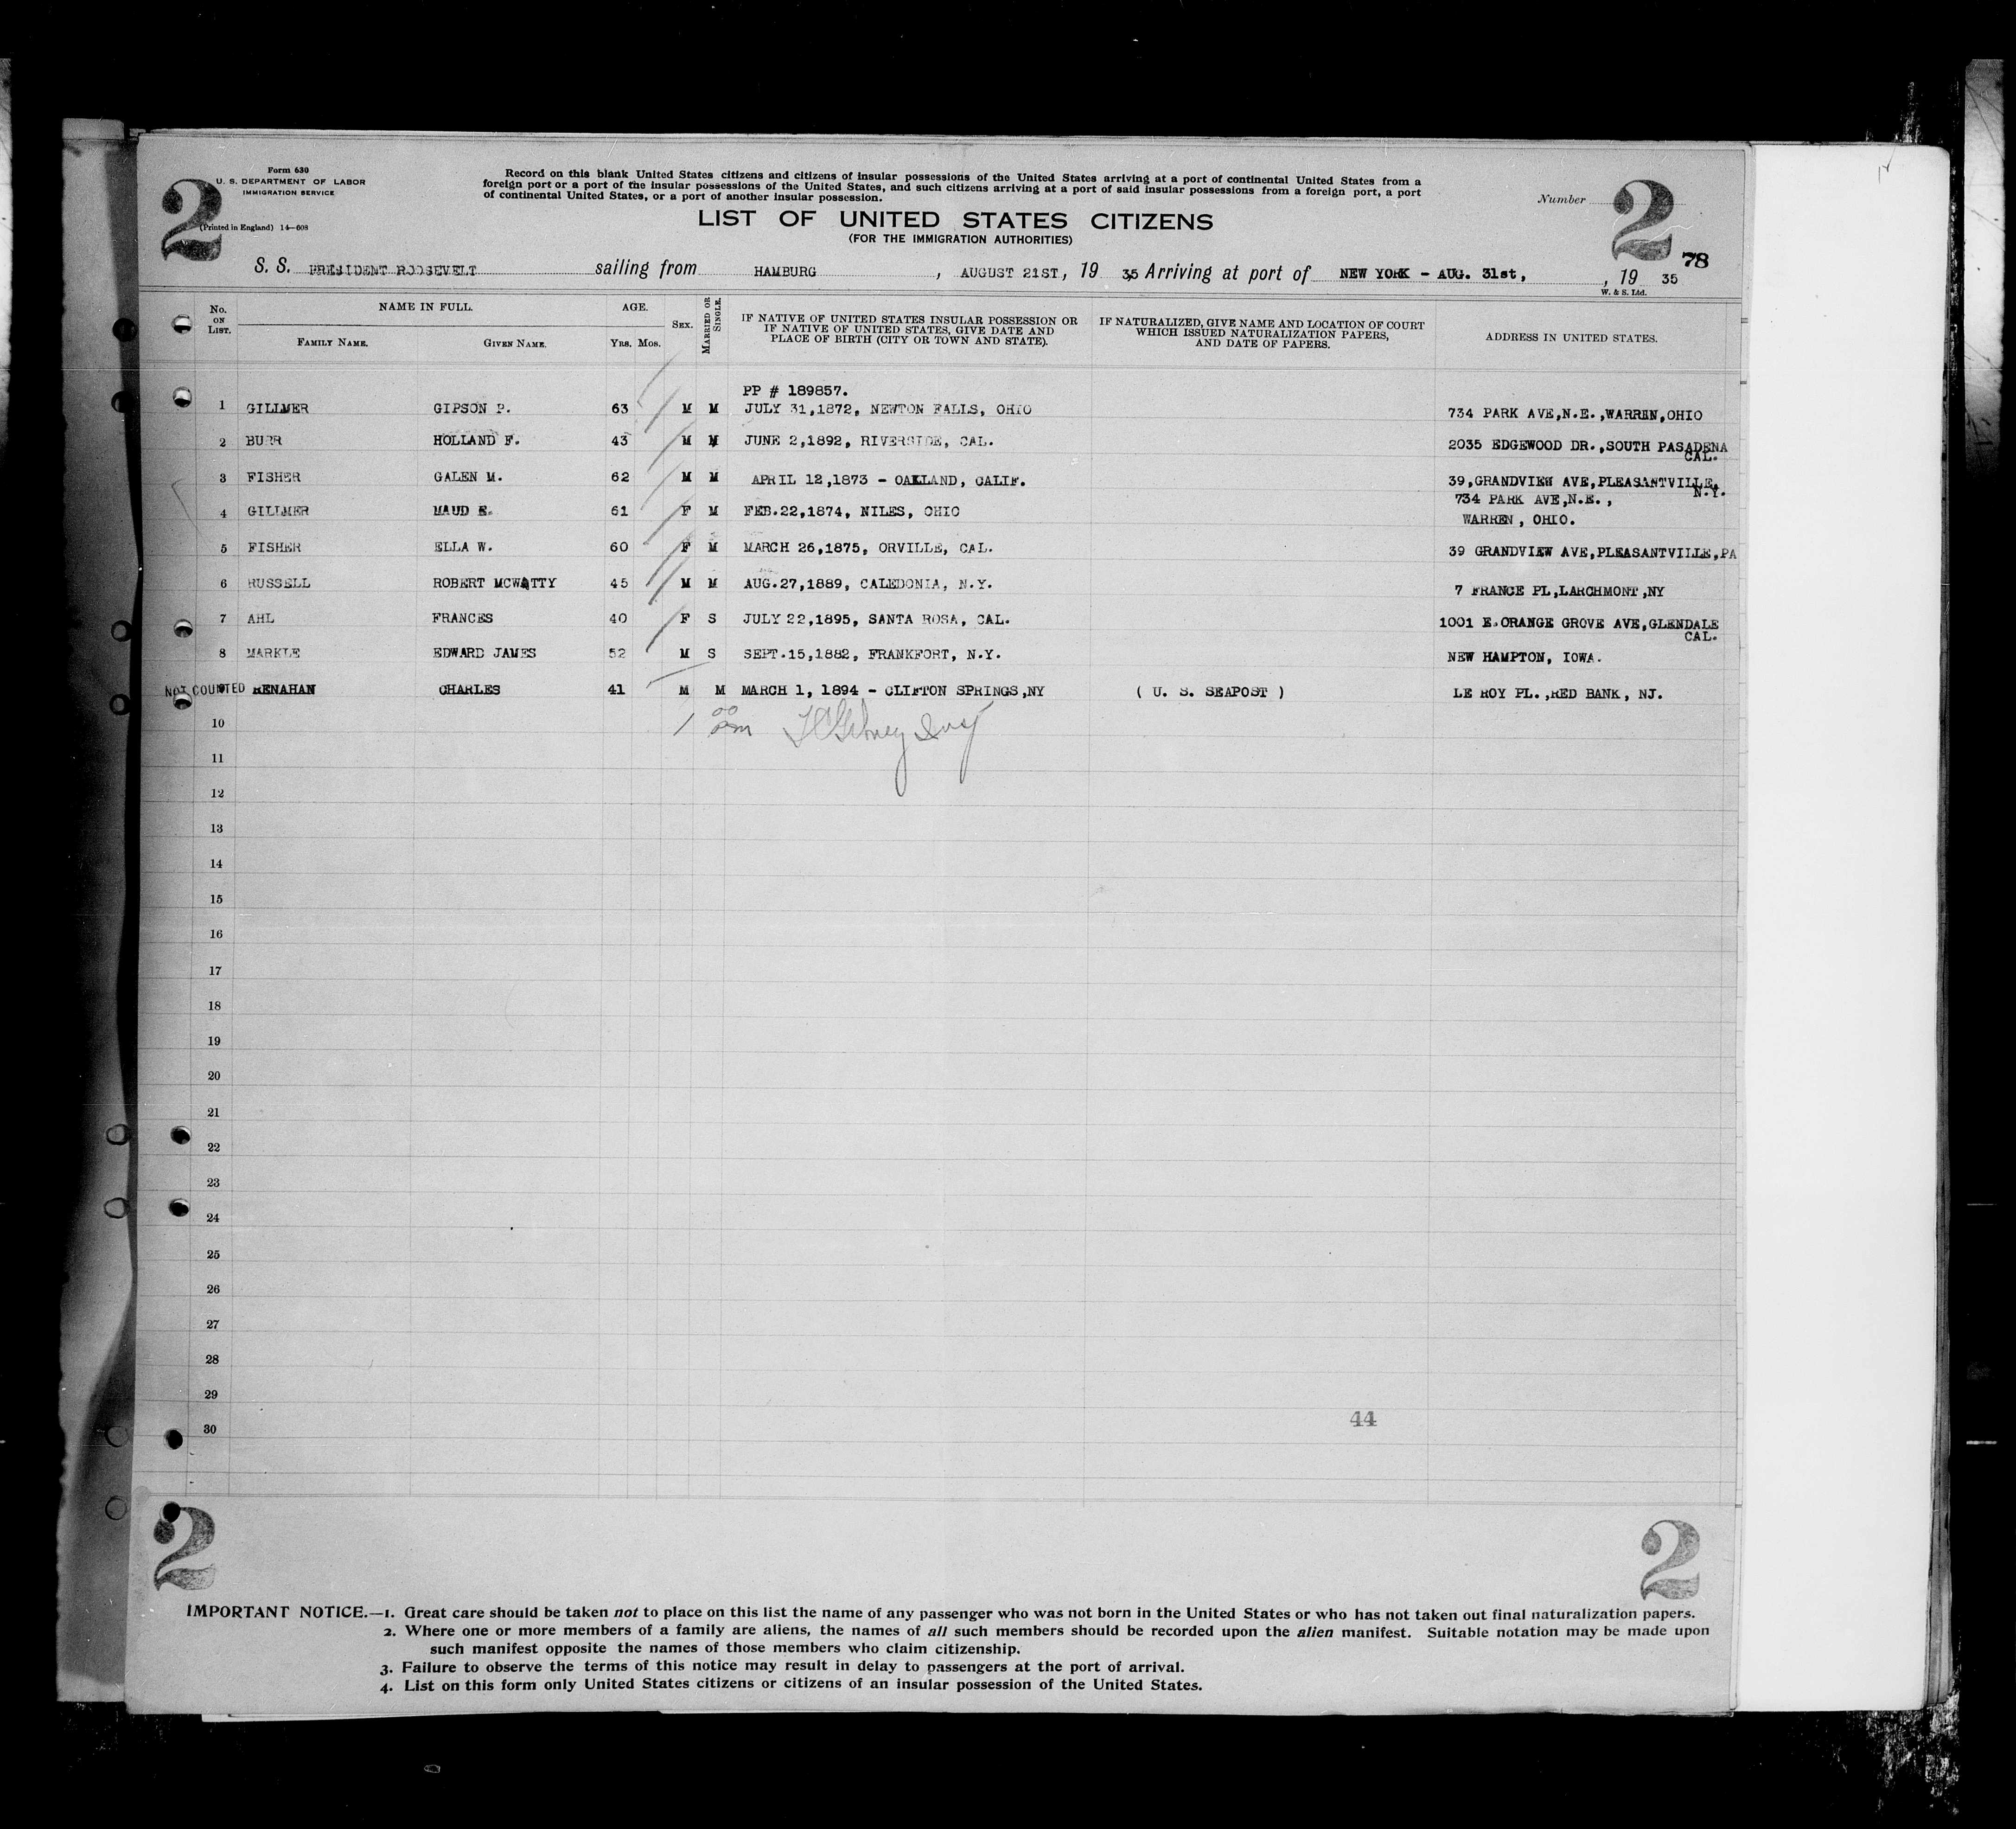 Form 630
U. S. DEPARTMENT OF LABOR
IMMIGRATION SERVICE
(Printed in England) 14—608
2
Record on this blank United States citizens and citizens of insular possessions of the United States arriving at a port of continental United States from a
foreign port or a port of the insular possessions of the United States, and such citizens arriving at a port of said insular possessions from a foreign port, a port
of continental United States, or a port of another insular possession.
LIST OF UNITED STATES CITIZENS
(FOR THE IMMIGRATION AUTHORITIES)
Number
2
78
S. S. PRESIDENT ROOSEVELT sailing from HAMBURG , AUGUST 21ST, 19 35 Arriving at port of NEW YORK - AUG. 31st, , 19 35
W. & S. Ltd.
No. ON LIST. NAME IN FULL. AGE. SEX. MARRIED OR SINGLE. IF NATIVE OF UNITED STATES INSULAR POSSESSION OR IF NATIVE OF UNITED STATES, GIVE DATE AND PLACE OF BIRTH (CITY OR TOWN AND STATE). IF NATURALIZED, GIVE NAME AND LOCATION OF COURT WHICH ISSUED NATURALIZATION PAPERS, AND DATE OF PAPERS. ADDRESS IN UNITED STATES.
FAMILY NAME. GIVEN NAME. YRS. MOS.
PP # 189857.
1 GILLMER GIPSON P. 63 M M JULY 31,1872, NEWTON FALLS, OHIO 734 PARK AVE,N.E.,WARREN,OHIO
2 BURR HOLLAND F. 43 M M JUNE 2,1892, RIVERSIDE, CAL. 2035 EDGEWOOD DR.,SOUTH PASADENA
CAL.
3 FISHER GALEN M. 62 M M APRIL 12,1873 - OAKLAND, CALIF. 39,GRANDVIEW AVE,PLEASANTVILLE,
N.Y.
734 PARK AVE,N.E.,
4 GILLMER MAUD E. 61 F M FEB.22,1874, NILES, OHIO
WARREN, OHIO.
5 FISHER ELLA W. 60 F M MARCH 26,1875, ORVILLE, CAL. 39 GRANDVIEW AVE,PLEASANTVILLE,PA
6 RUSSELL ROBERT MCWATTY 45 M M AUG.27,1889, CALEDONIA, N.Y. 7 FRANCE PL,LARCHMONT,NY
7 AHL FRANCES 40 F S JULY 22,1895, SANTA ROSA, CAL. 1001 E.ORANGE GROVE AVE,GLENDALE
CAL.
8 MARKLE EDWARD JAMES 52 M S SEPT.15,1882, FRANKFORT, N.Y. NEW HAMPTON, IOWA.
NOT COUNTED RENAHAN CHARLES 41 M M MARCH 1, 1894 - CLIFTON SPRINGS,NY ( U. S. SEAPOST ) LE ROY PL.,RED BANK, NJ.
10
11
12
13
14
15
16
17
18
19
20
21
22
23
24
25
26
27
28
29
44
30
2
2
IMPORTANT NOTICE.—1. Great care should be taken not to place on this list the name of any passenger who was not born in the United States or who has not taken out final naturalization papers.
2. Where one or more members of a family are aliens, the names of all such members should be recorded upon the alien manifest. Suitable notation may be made upon
such manifest opposite the names of those members who claim citizenship.
3. Failure to observe the terms of this notice may result in delay to passengers at the port of arrival.
4. List on this form only United States citizens or citizens of an insular possession of the United States.